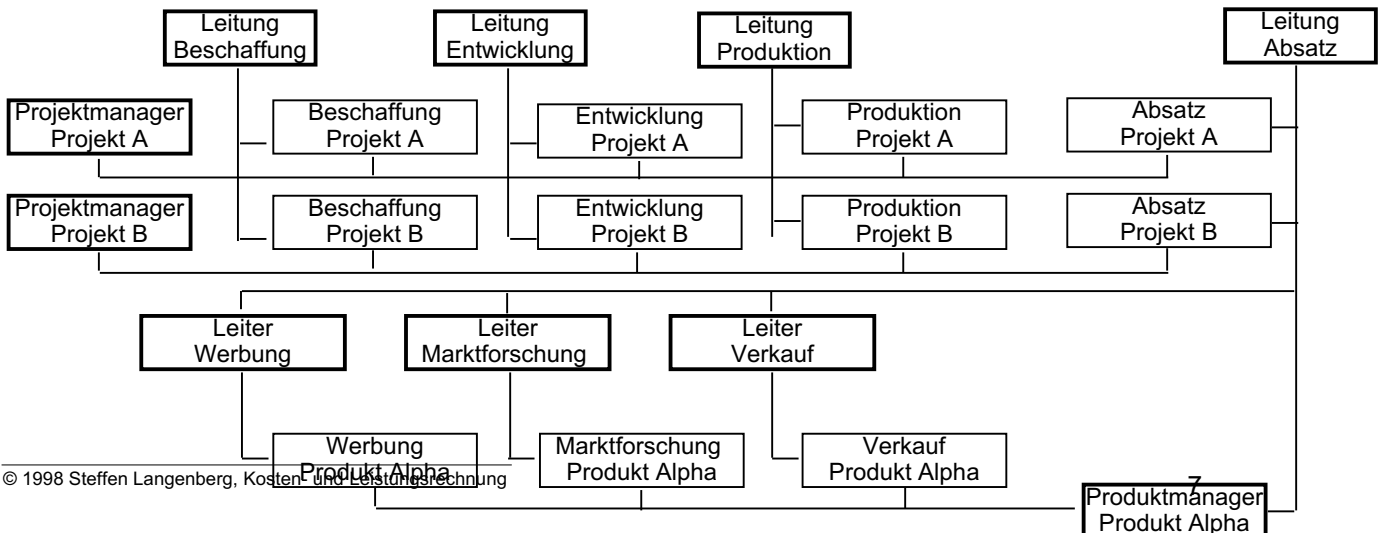 Leitung
Beschaffung
Leitung
Entwicklung
Leitung
Produktion
Leitung
Absatz
Projektmanager
Projekt A
Beschaffung
Projekt A
Entwicklung
Projekt A
Produktion
Projekt A
Absatz
Projekt A
Projektmanager
Projekt B
Beschaffung
Projekt B
Entwicklung
Projekt B
Produktion
Projekt B
Absatz
Projekt B
Leiter
Werbung
Leiter
Marktforschung
Leiter
Verkauf
Werbung
Produkt Alpha
Marktforschung
Produkt Alpha
Verkauf
Produkt Alpha
© 1998 Steffen Langenberg, Kosten- und Leistungsrechnung
7
Produktmanager
Produkt Alpha